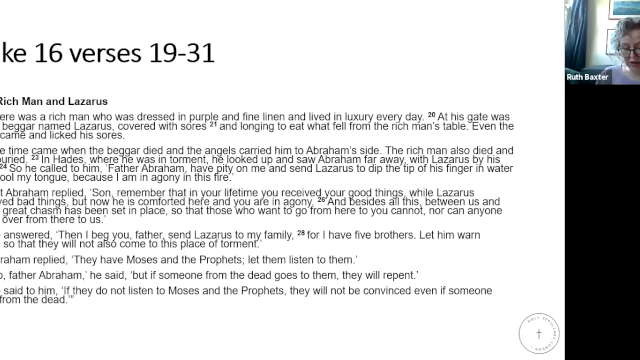 ke 16 verses 19-31
Rich Man and Lazarus
ere was a rich man who was dressed in purple and fine linen and lived in luxury every day. 20 At his gate was
beggar named Lazarus, covered with sores 21 and longing to eat what fell from the rich man's table. Even the
came and licked his sores.
e time came when the beggar died and the angels carried him to Abraham's side. The rich man also died and
uried. 23 In Hades, where he was in torment, he looked up and saw Abraham far away, with Lazarus by his
24 So he called to him, 'Father Abraham, have pity on me and send Lazarus to dip the tip of his finger in water
ool my tongue, because I am in agony in this fire.'
t Abraham replied, 'Son, remember that in your lifetime you received your good things, while Lazarus
ved bad things, but now he is comforted here and you are in agony. 26 And besides all this, between us and
great chasm has been set in place, so that those who want to go from here to you cannot, nor can anyone
over from there to us.'
answered, 'Then I beg you, father, send Lazarus to my family, 28 for I have five brothers. Let him warn
so that they will not also come to this place of torment.'
raham replied, 'They have Moses and the Prophets; let them listen to them.'
o, father Abraham,' he said, 'but if someone from the dead goes to them, they will repent.'
said to him, 'If they do not listen to Moses and the Prophets, they will not be convinced even if someone
from the dead.'"
Ruth Baxter